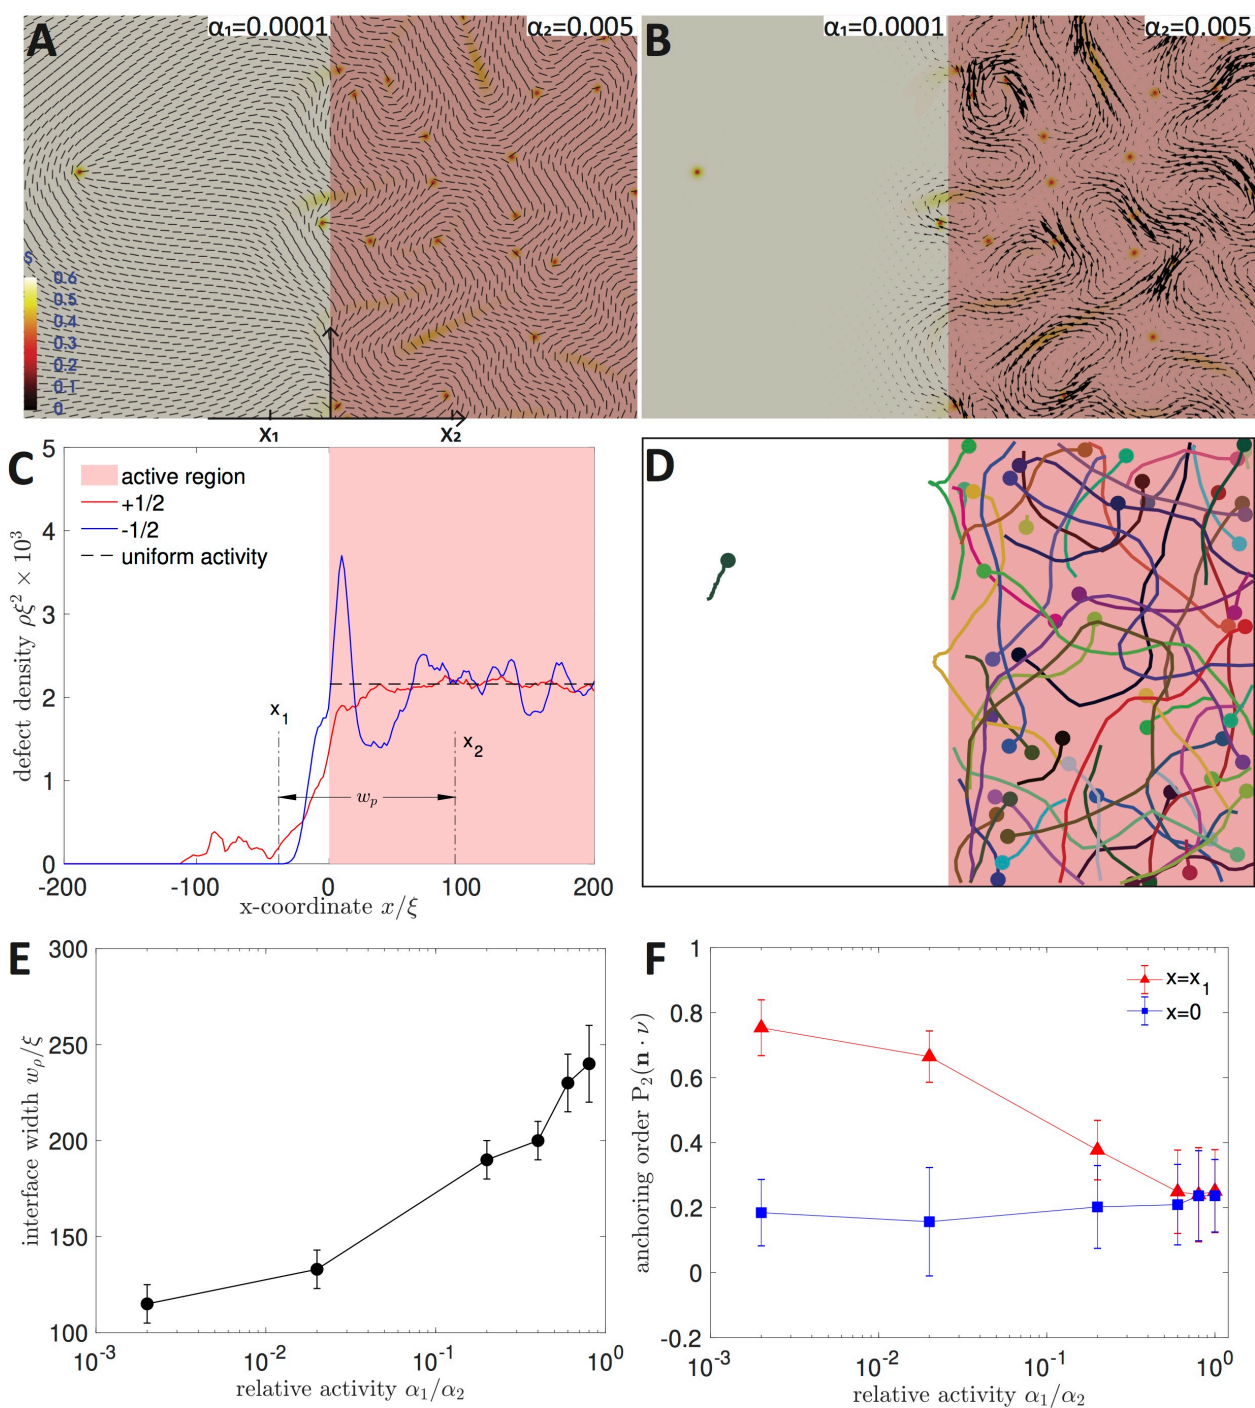 A
α₁=0.0001
α₂=0.005
S
0.6
0.5
0.4
0.3
0.2
0.1
0
x₁
x₂
B
α₁=0.0001
α₂=0.005
C
active region
+1/2
-1/2
uniform activity
x₁
x₂
wₚ
defect density ρξ² × 10³
5
4
3
2
1
0
-200
-100
0
100
200
x-coordinate x/ξ
D
E
interface width wᵨ/ξ
300
250
200
150
100
10⁻³
10⁻²
10⁻¹
10⁰
relative activity α₁/α₂
F
x=x₁
x=0
anchoring order P₂(n · ν)
1
0.8
0.6
0.4
0.2
0
-0.2
10⁻³
10⁻²
10⁻¹
10⁰
relative activity α₁/α₂